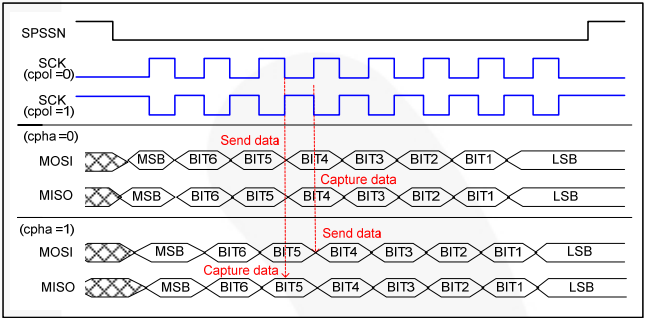 SPSSN
SCK
(cpol =0)
SCK
(cpol =1)
(cpha =0)
Send data
MOSI MSB BIT6 BIT5 BIT4 BIT3 BIT2 BIT1 LSB
Capture data
MISO MSB BIT6 BIT5 BIT4 BIT3 BIT2 BIT1 LSB
(cpha =1)
Send data
MOSI MSB BIT6 BIT5 BIT4 BIT3 BIT2 BIT1 LSB
Capture data
MISO MSB BIT6 BIT5 BIT4 BIT3 BIT2 BIT1 LSB